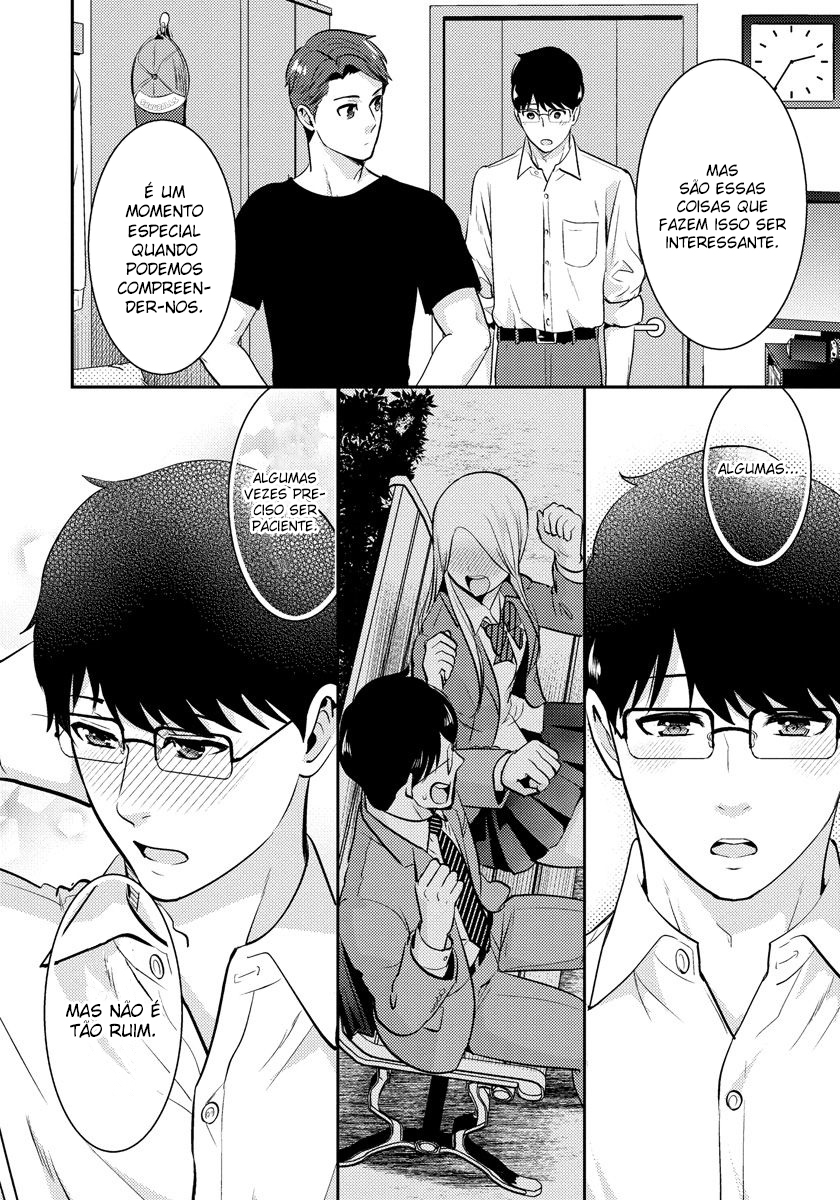 MAS
SÃO ESSAS
COISAS QUE
FAZEM ISSO SER
INTERESSANTE.
É UM
MOMENTO
ESPECIAL
QUANDO
PODEMOS
COMPREEN-
DER-NOS.
ALGUMAS...
ALGUMAS
VEZES PRE-
CISO SER
PACIENTE.
MAS NÃO É
TÃO RUIM.